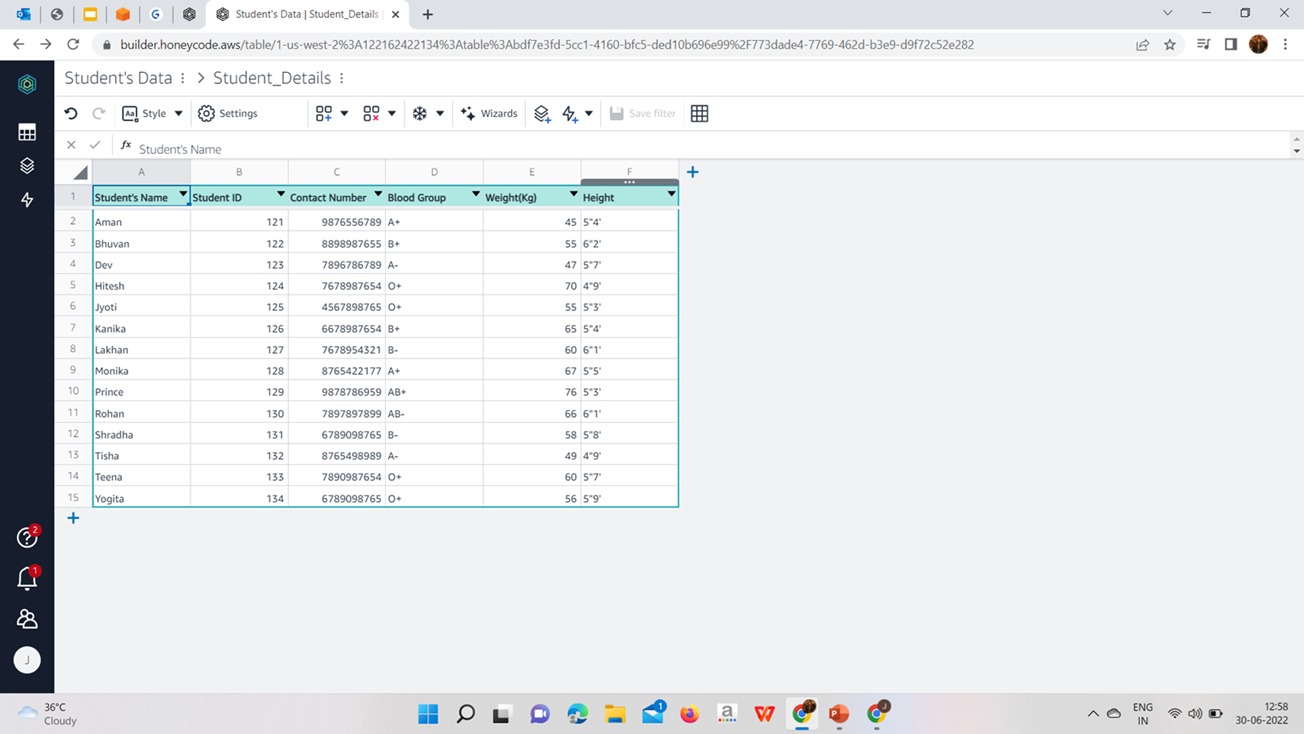 Student's Data | Student_Details
builder.honeycode.aws/table/1-us-west-2%3A122162422134%3Atable%3Abdf7e3fd-5cc1-4160-bfc5-ded10b696e99%2F773dade4-7769-462d-b3e9-d9f72c52e282
Student's Data > Student_Details
Style Settings Wizards Save filter
fx Student's Name
A B C D E F
1 Student's Name Student ID Contact Number Blood Group Weight(Kg) Height
2 Aman 121 9876556789 A+ 45 5"4'
3 Bhuvan 122 8898987655 B+ 55 6"2'
4 Dev 123 7896786789 A- 47 5"7'
5 Hitesh 124 7678987654 O+ 70 4"9'
6 Jyoti 125 4567898765 O+ 55 5"3'
7 Kanika 126 6678987654 B+ 65 5"4'
8 Lakhan 127 7678954321 B- 60 6"1'
9 Monika 128 8765422177 A+ 67 5"5'
10 Prince 129 9878786959 AB+ 76 5"3'
11 Rohan 130 7897897899 AB- 66 6"1'
12 Shradha 131 6789098765 B- 58 5"8'
13 Tisha 132 8765498989 A- 49 4"9'
14 Teena 133 7890987654 O+ 60 5"7'
15 Yogita 134 6789098765 O+ 56 5"9'
2
1
J
36°C
Cloudy
1
ENG
IN
12:58
30-06-2022